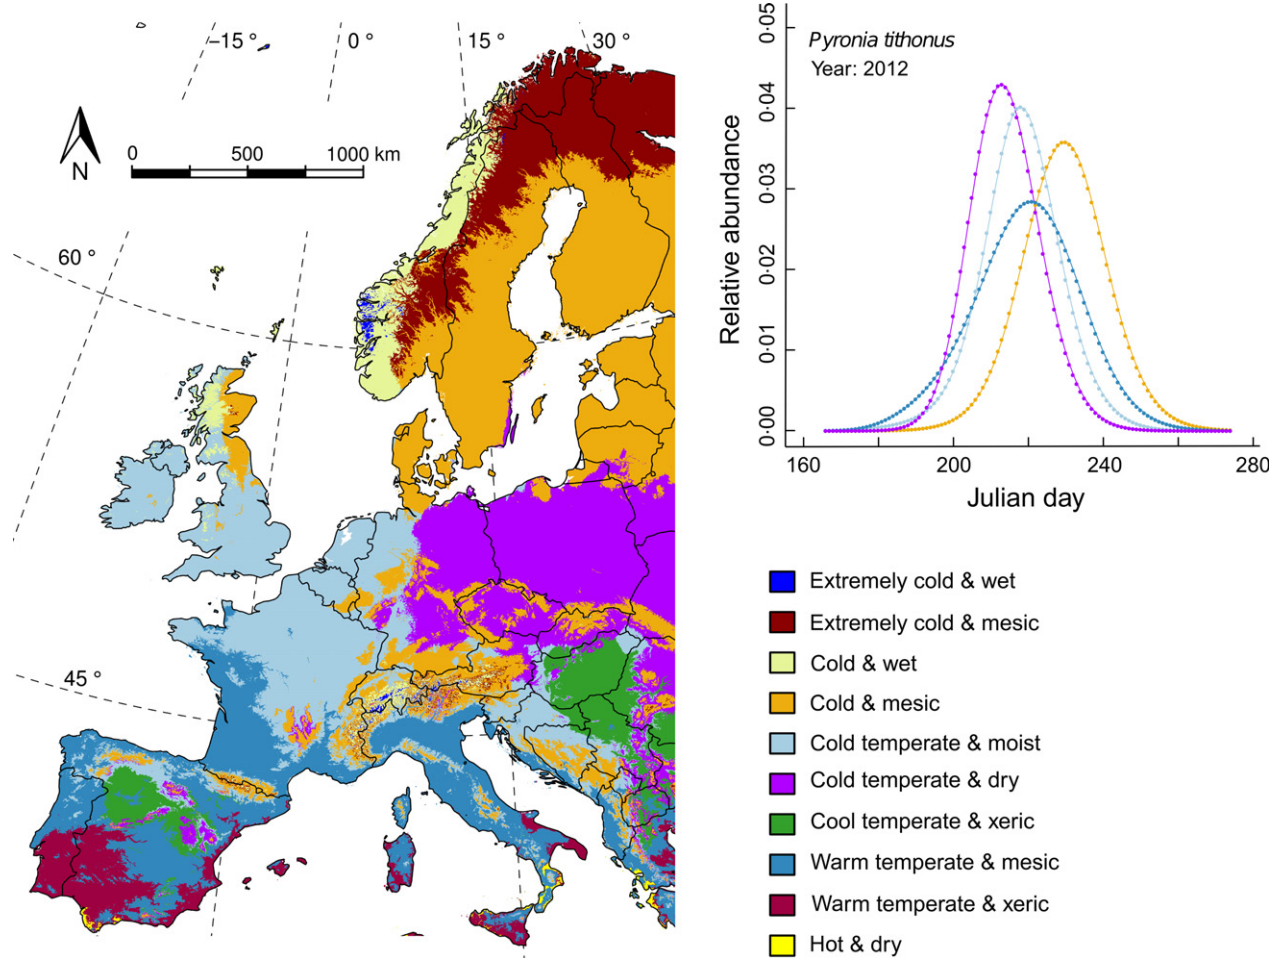 −15 °
0 °
15 °
30 °
N
0
500
1000 km
60 °
45 °
Pyronia tithonus
Year: 2012
Relative abundance
0·05
0·04
0·03
0·02
0·01
0·00
160
200
240
280
Julian day
Extremely cold & wet
Extremely cold & mesic
Cold & wet
Cold & mesic
Cold temperate & moist
Cold temperate & dry
Cool temperate & xeric
Warm temperate & mesic
Warm temperate & xeric
Hot & dry